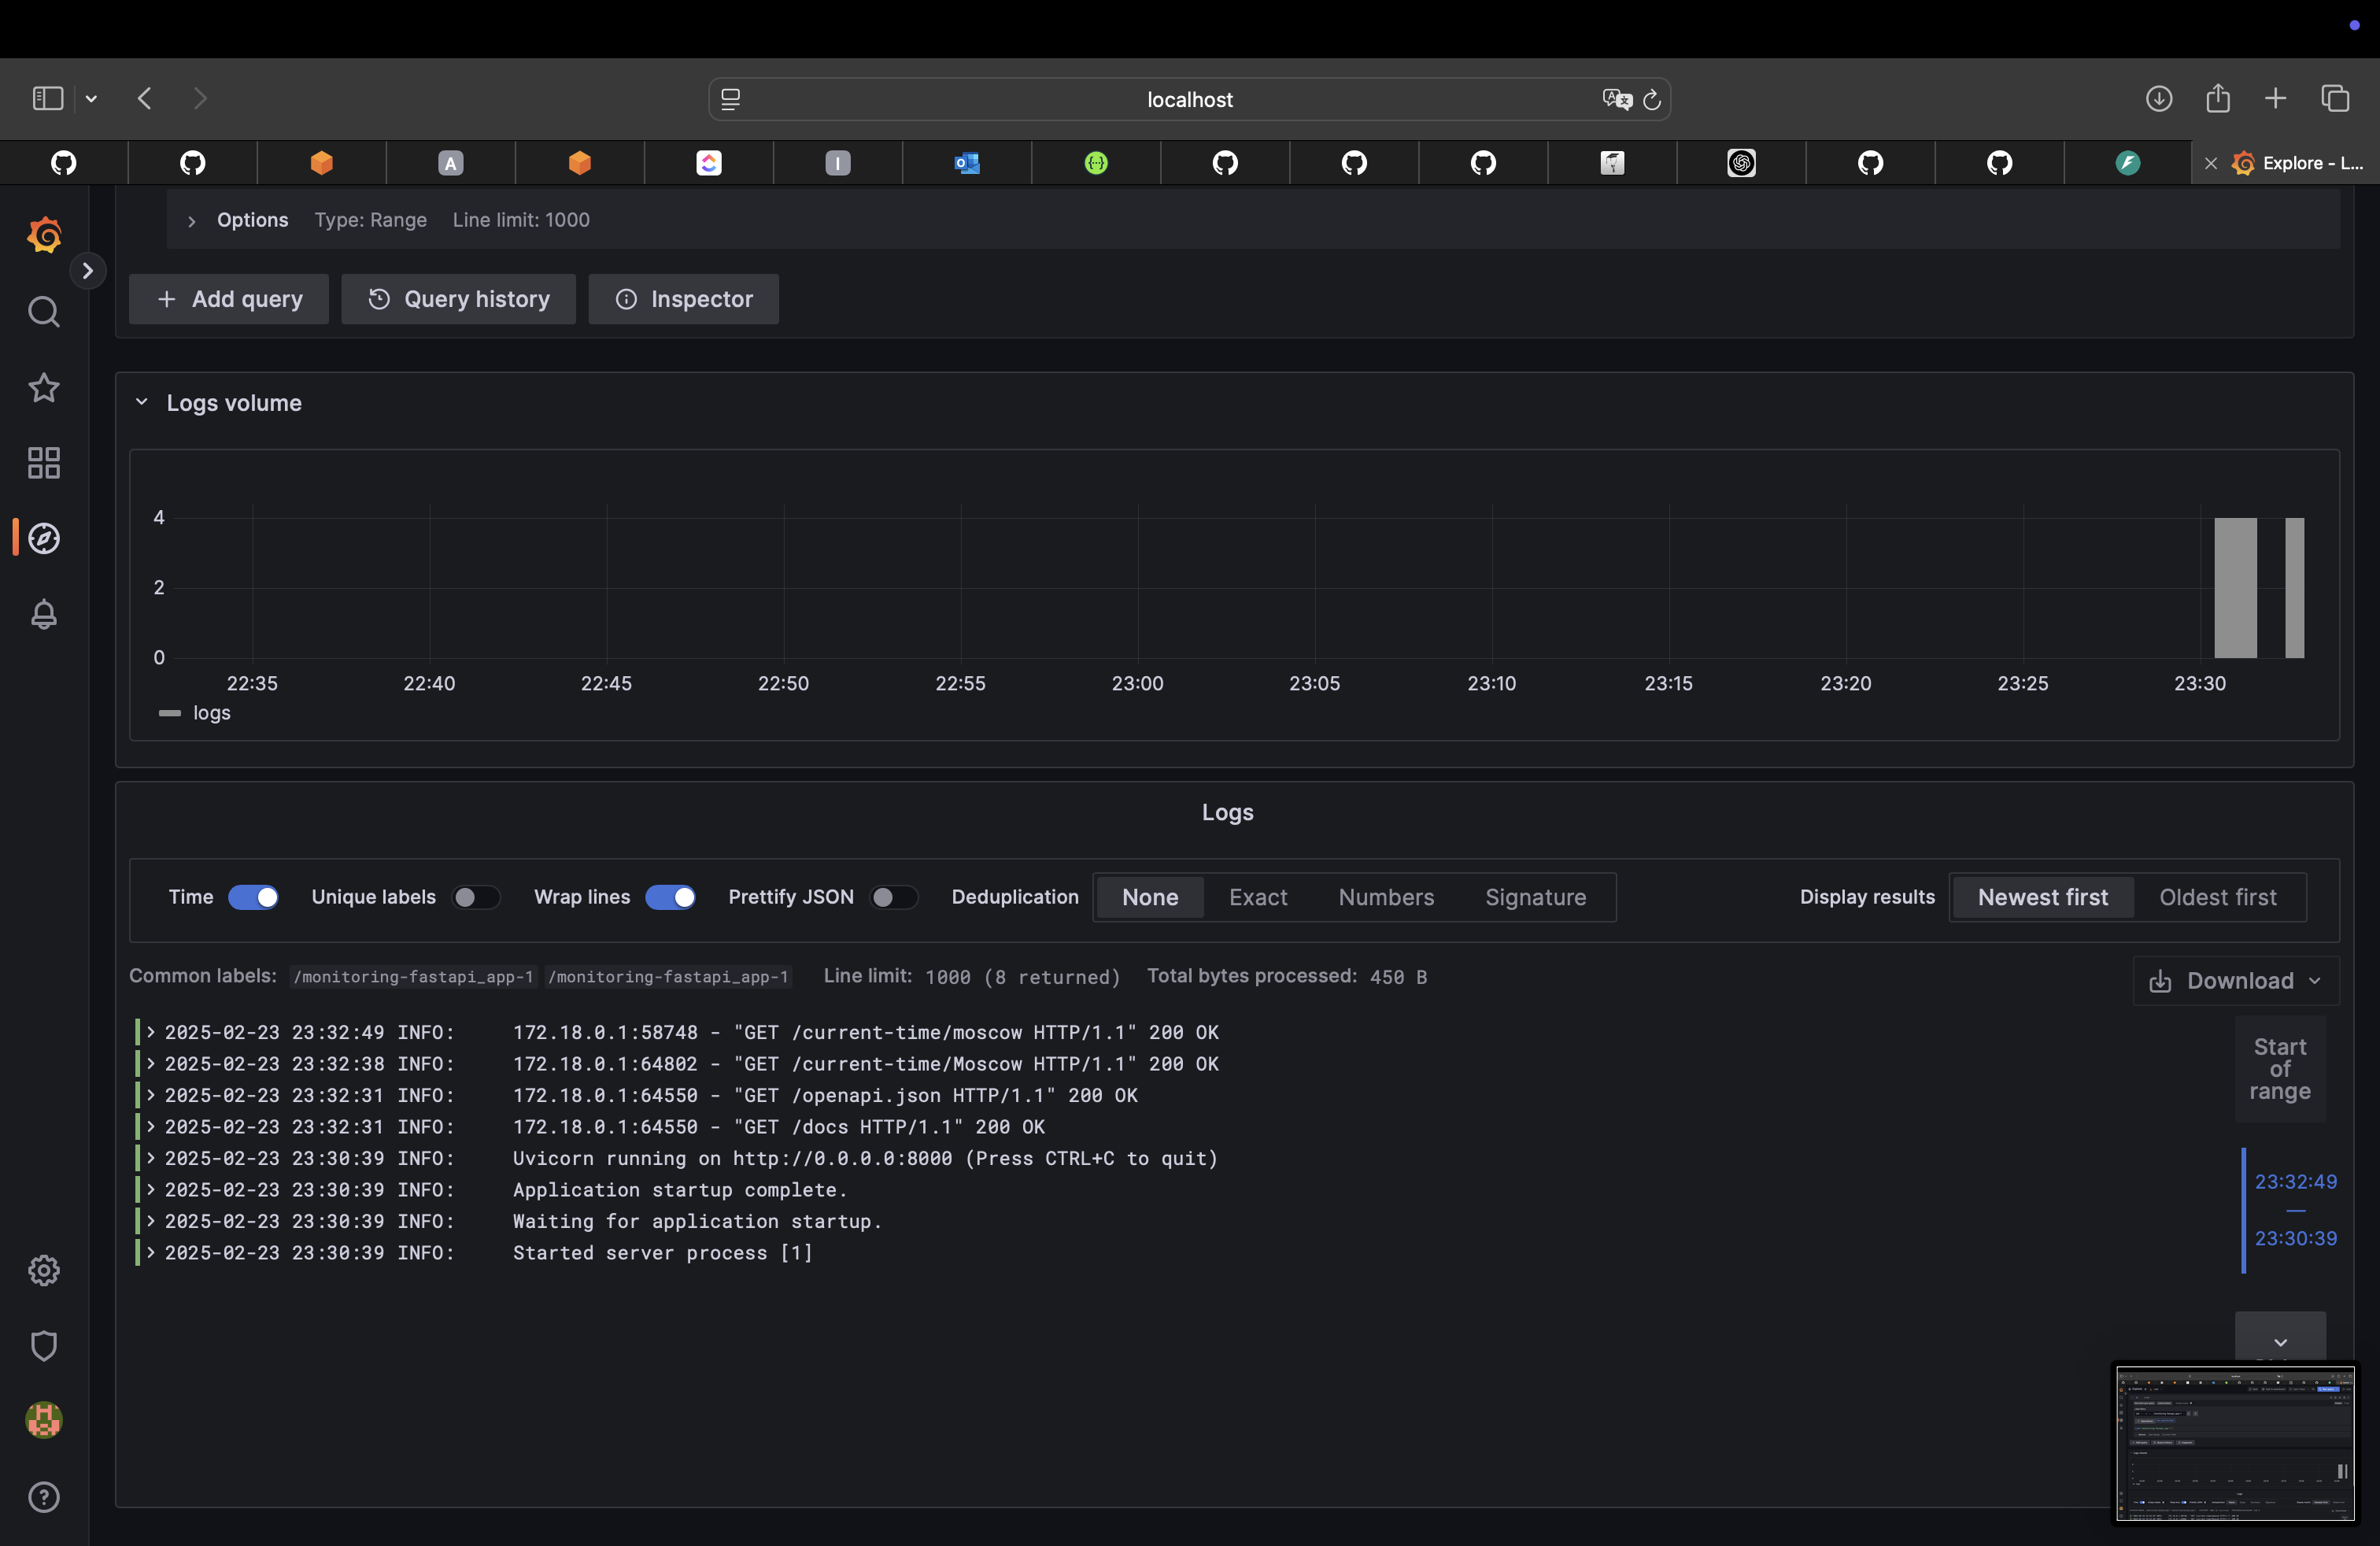 localhost
A
I
Explore - L...
Options Type: Range Line limit: 1000
Add query Query history Inspector
Logs volume
4
2
0
22:35 22:40 22:45 22:50 22:55 23:00 23:05 23:10 23:15 23:20 23:25 23:30
logs
Logs
Time Unique labels Wrap lines Prettify JSON Deduplication None Exact Numbers Signature Display results Newest first Oldest first
Common labels: /monitoring-fastapi_app-1 /monitoring-fastapi_app-1 Line limit: 1000 (8 returned) Total bytes processed: 450 B
Download
2025-02-23 23:32:49 INFO: 172.18.0.1:58748 - "GET /current-time/moscow HTTP/1.1" 200 OK
2025-02-23 23:32:38 INFO: 172.18.0.1:64802 - "GET /current-time/Moscow HTTP/1.1" 200 OK
2025-02-23 23:32:31 INFO: 172.18.0.1:64550 - "GET /openapi.json HTTP/1.1" 200 OK
2025-02-23 23:32:31 INFO: 172.18.0.1:64550 - "GET /docs HTTP/1.1" 200 OK
2025-02-23 23:30:39 INFO: Uvicorn running on http://0.0.0.0:8000 (Press CTRL+C to quit)
2025-02-23 23:30:39 INFO: Application startup complete.
2025-02-23 23:30:39 INFO: Waiting for application startup.
2025-02-23 23:30:39 INFO: Started server process [1]
Start
of
range
23:32:49
—
23:30:39